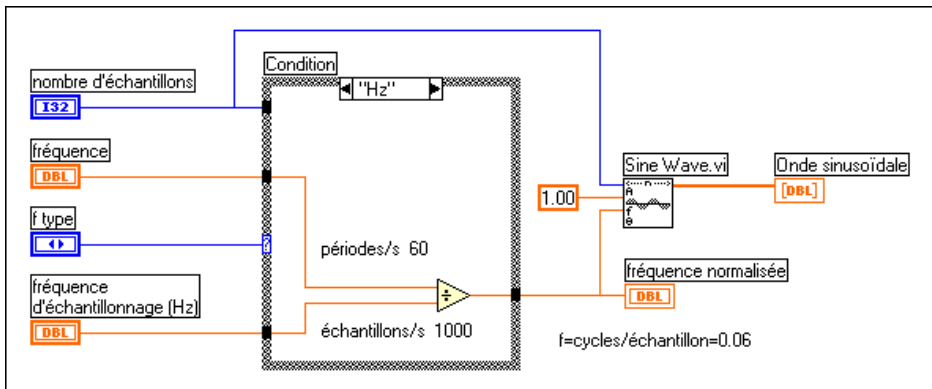 Condition
"Hz"
nombre d'échantillons
I32
fréquence
DBL
f type
?
fréquence
d'échantillonnage (Hz)
DBL
périodes/s 60
÷
échantillons/s 1000
1.00
Sine Wave.vi
n
A
f
θ
Onde sinusoïdale
[DBL]
fréquence normalisée
DBL
f=cycles/échantillon=0.06